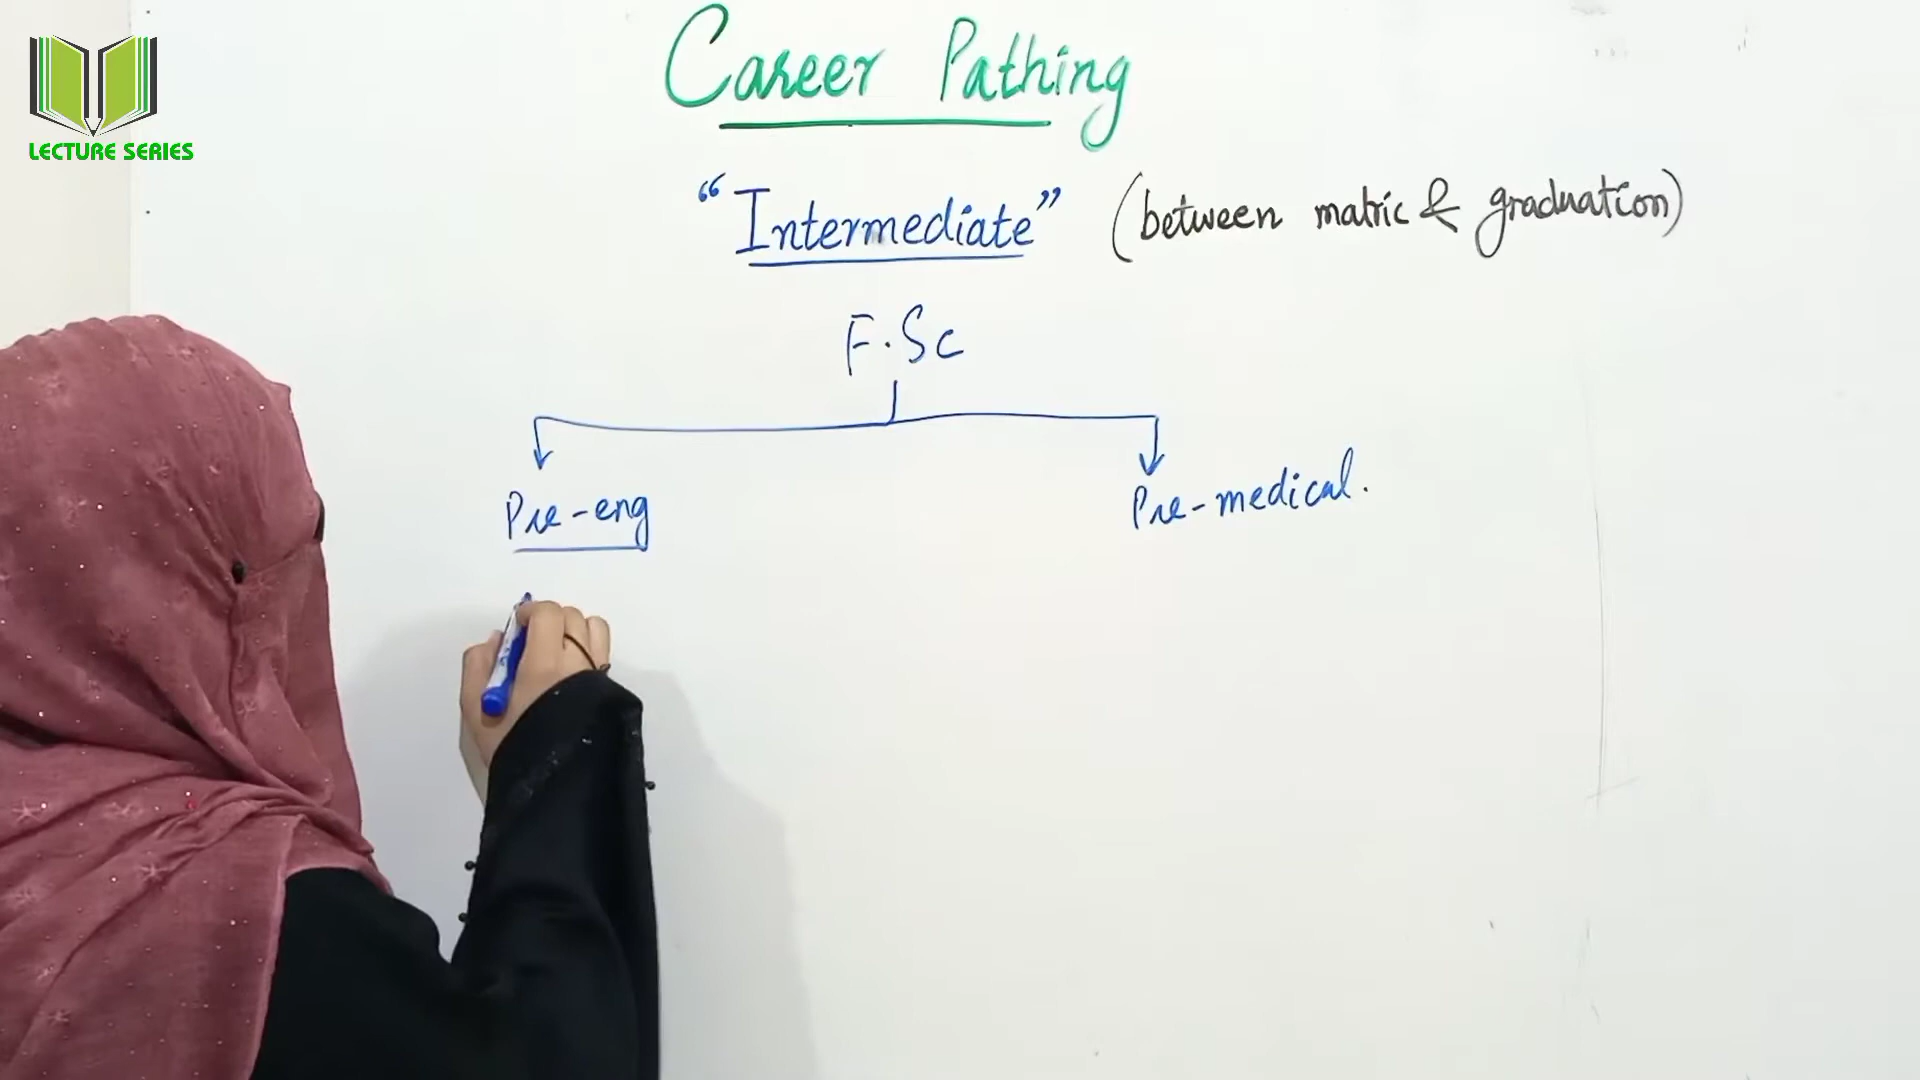 LECTURE SERIES
Career Pathing
"Intermediate" (between matric & graduation)
F.Sc
Pre-eng Pre-medical.